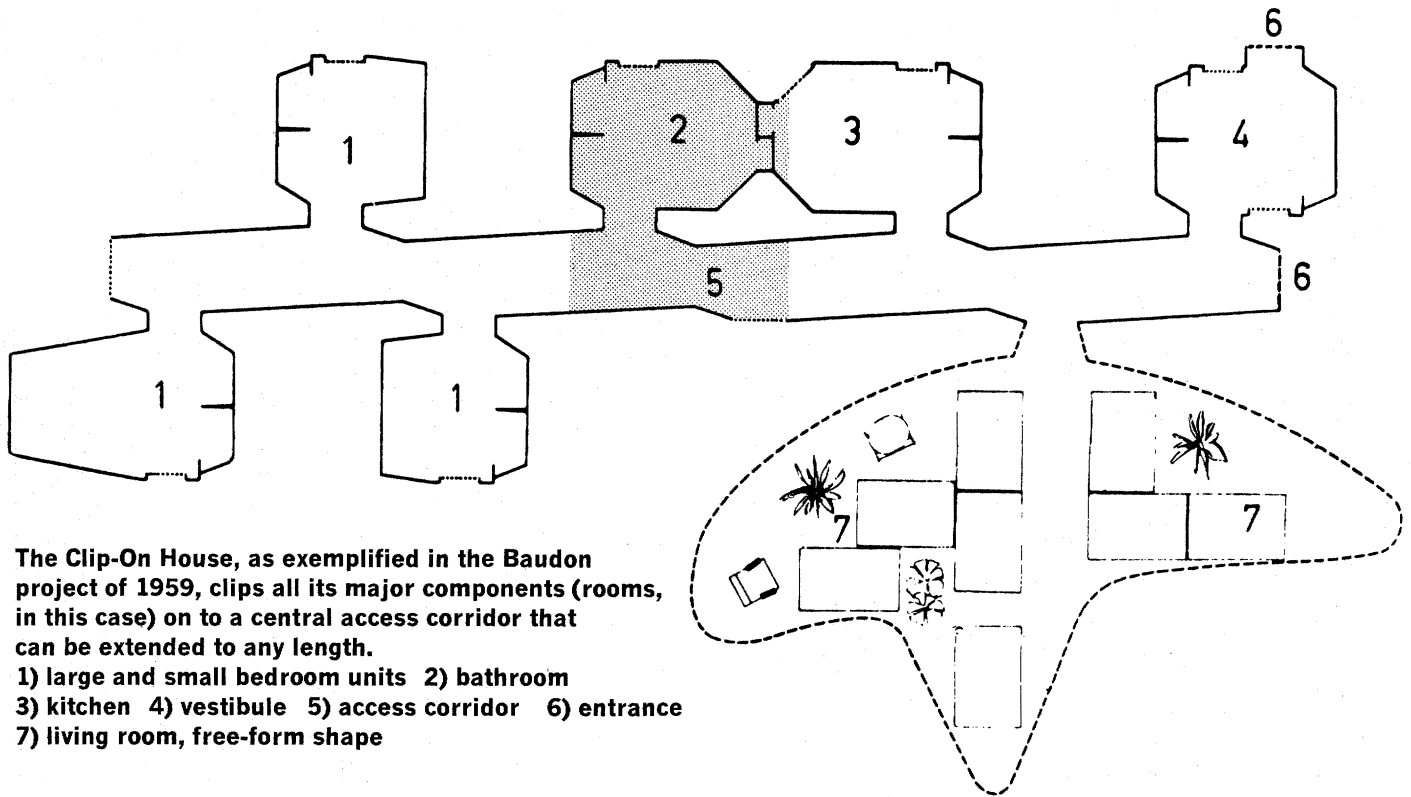 6
1
2
3
4
5
6
1
1
7
7
The Clip-On House, as exemplified in the Baudon
project of 1959, clips all its major components (rooms,
in this case) on to a central access corridor that
can be extended to any length.
1) large and small bedroom units 2) bathroom
3) kitchen 4) vestibule 5) access corridor 6) entrance
7) living room, free-form shape